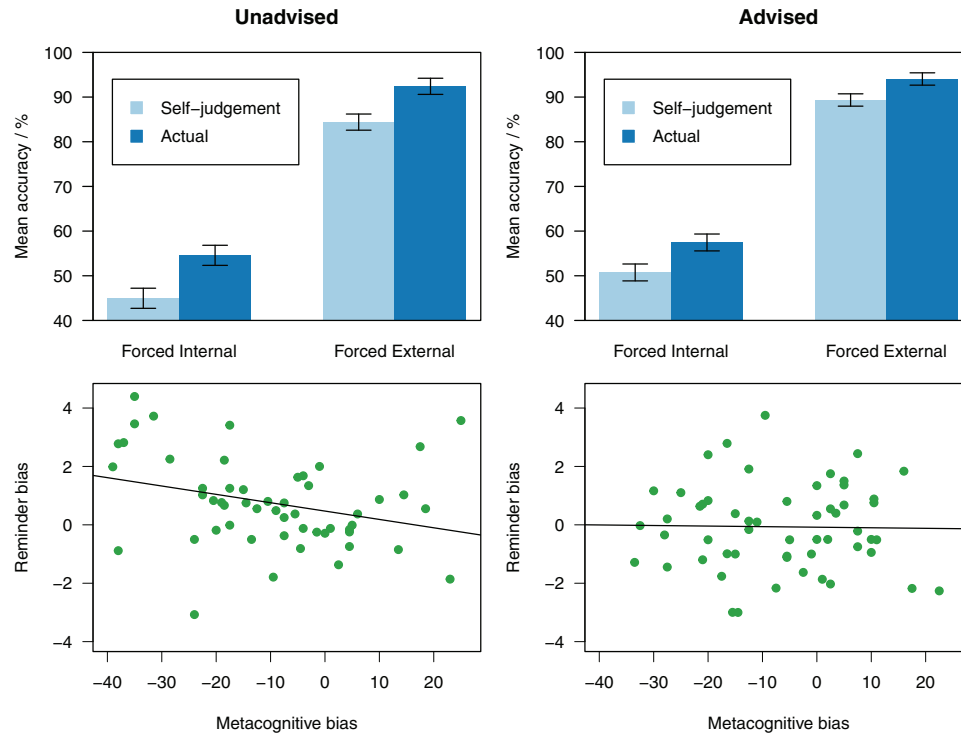 Unadvised
Advised
Mean accuracy / %
100
90
80
70
60
50
40
Self−judgement
Actual
Forced Internal
Forced External
Mean accuracy / %
100
90
80
70
60
50
40
Self−judgement
Actual
Forced Internal
Forced External
Reminder bias
4
2
0
−2
−4
−40
−30
−20
−10
0
10
20
Metacognitive bias
Reminder bias
4
2
0
−2
−4
−40
−30
−20
−10
0
10
20
Metacognitive bias